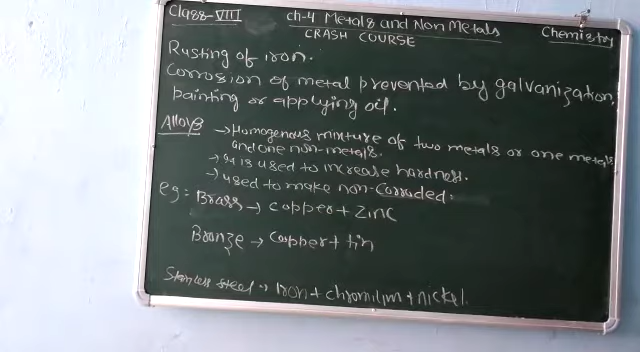 Class-VIII ch-4 Metals and Non Metals Chemistry
CRASH COURSE
Rusting of iron.
Corrosion of metal prevented by galvanization,
painting or applying oil.
Alloys → Homogenous mixture of two metals or one metals
and one non-metals.
→ It is used to increase hardness.
→ used to make non-Corroded.
eg:- Brass → copper + Zinc
Bronze → Copper + tin
Stainless steel → Iron + chromium + nickel.